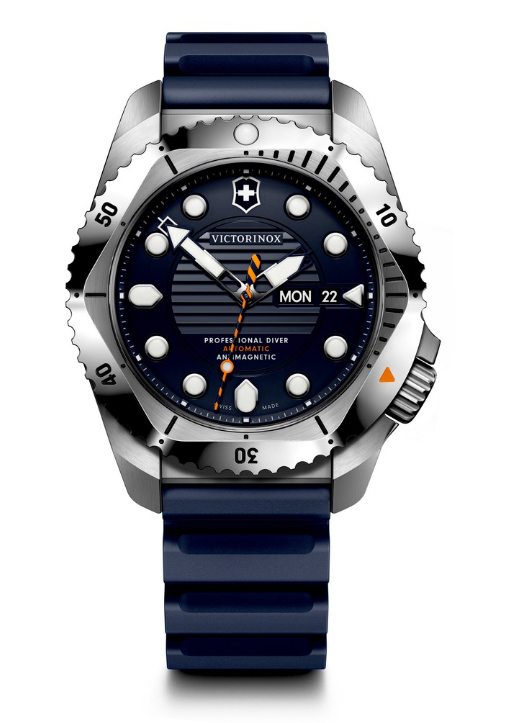 50
10
VICTORINOX
MON 22
PROFESSIONAL DIVER
AUTOMATIC
ANTIMAGNETIC
40
SWISS MADE
30